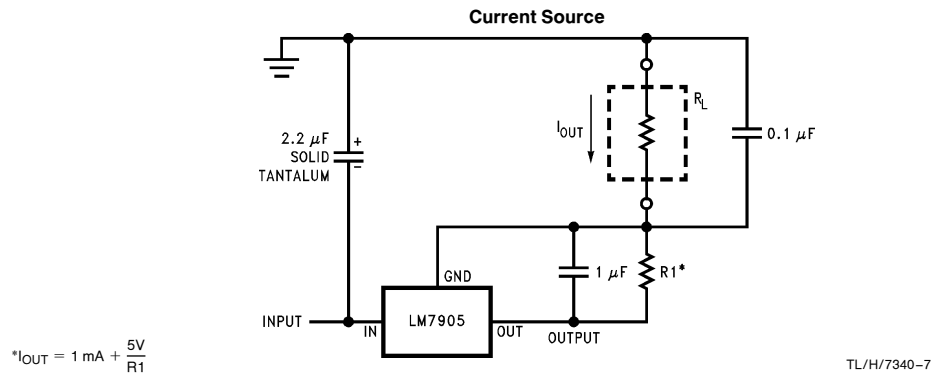 Current Source
2.2 μF
SOLID
TANTALUM
+
−
I_OUT
R_L
0.1 μF
GND
1 μF
R1*
INPUT
IN
LM7905
OUT
OUTPUT
*I_OUT = 1 mA + 5V/R1
TL/H/7340–7